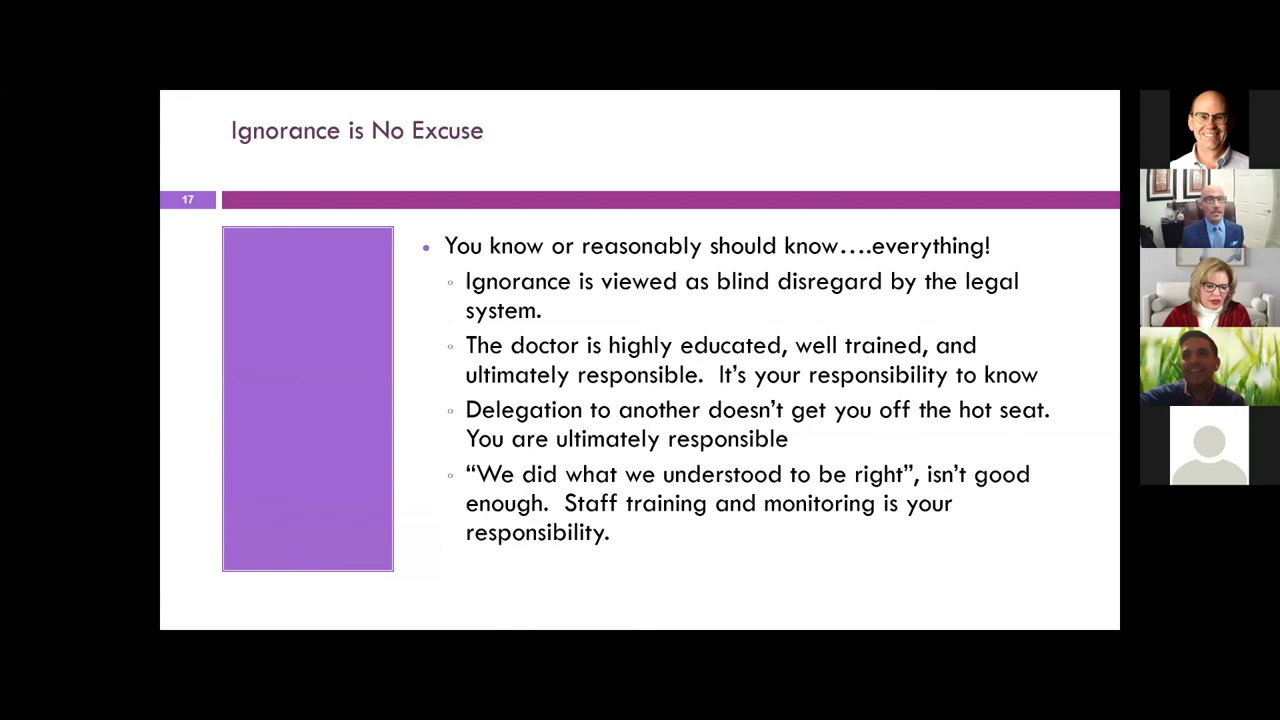 Ignorance is No Excuse
17
• You know or reasonably should know....everything!
◦ Ignorance is viewed as blind disregard by the legal
system.
◦ The doctor is highly educated, well trained, and
ultimately responsible.  It’s your responsibility to know
◦ Delegation to another doesn’t get you off the hot seat.
You are ultimately responsible
◦ “We did what we understood to be right”, isn’t good
enough.  Staff training and monitoring is your
responsibility.